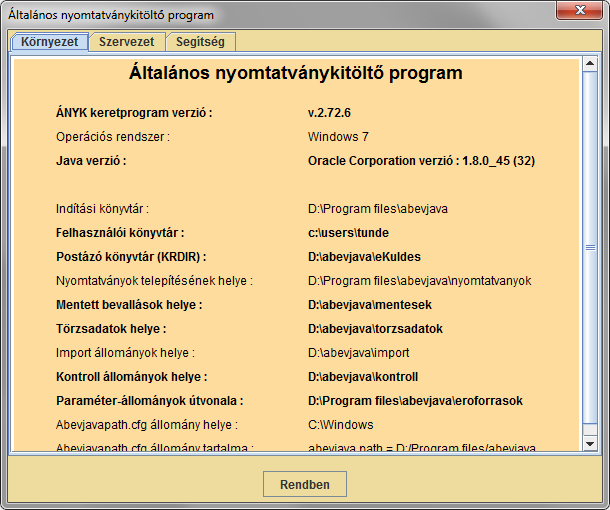 Általános nyomtatványkitöltő program
Környezet Szervezet Segítség
Általános nyomtatványkitöltő program
ÁNYK keretprogram verzió : v.2.72.6
Operációs rendszer : Windows 7
Java verzió : Oracle Corporation verzió : 1.8.0_45 (32)
Indítási könyvtár : D:\Program files\abevjava
Felhasználói könyvtár : c:\users\tunde
Postázó könyvtár (KRDIR) : D:\abevjava\eKuldes
Nyomtatványok telepítésének helye : D:\Program files\abevjava\nyomtatvanyok
Mentett bevallások helye : D:\abevjava\mentesek
Törzsadatok helye : D:\abevjava\torzsadatok
Import állományok helye : D:\abevjava\import
Kontroll állományok helye : D:\abevjava\kontroll
Paraméter-állományok útvonala : D:\Program files\abevjava\eroforrasok
Abevjavapath.cfg állomány helye : C:\Windows
Abevjavapath.cfg állomány tartalma : abevjava.path = D:/Program files/abevjava
Rendben